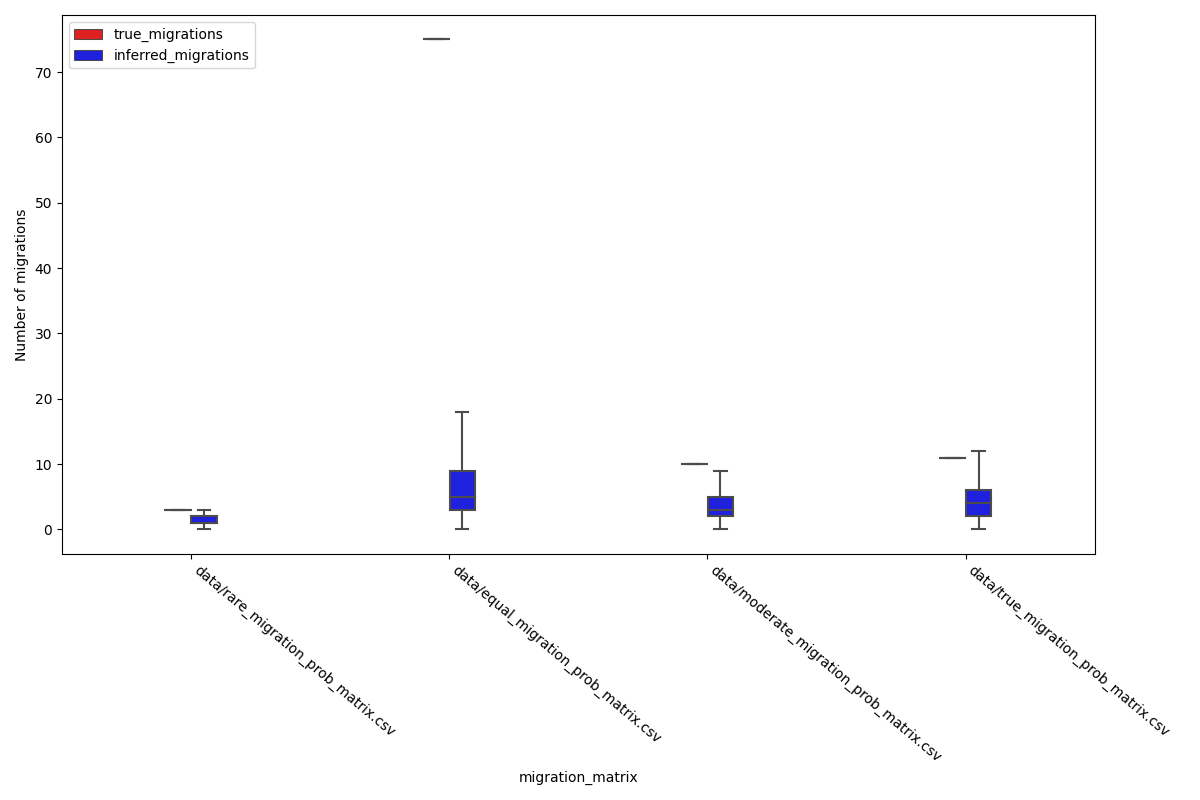 true_migrations
inferred_migrations
70
60
50
40
30
20
10
0
Number of migrations
data/rare_migration_prob_matrix.csv
data/equal_migration_prob_matrix.csv
data/moderate_migration_prob_matrix.csv
data/true_migration_prob_matrix.csv
migration_matrix